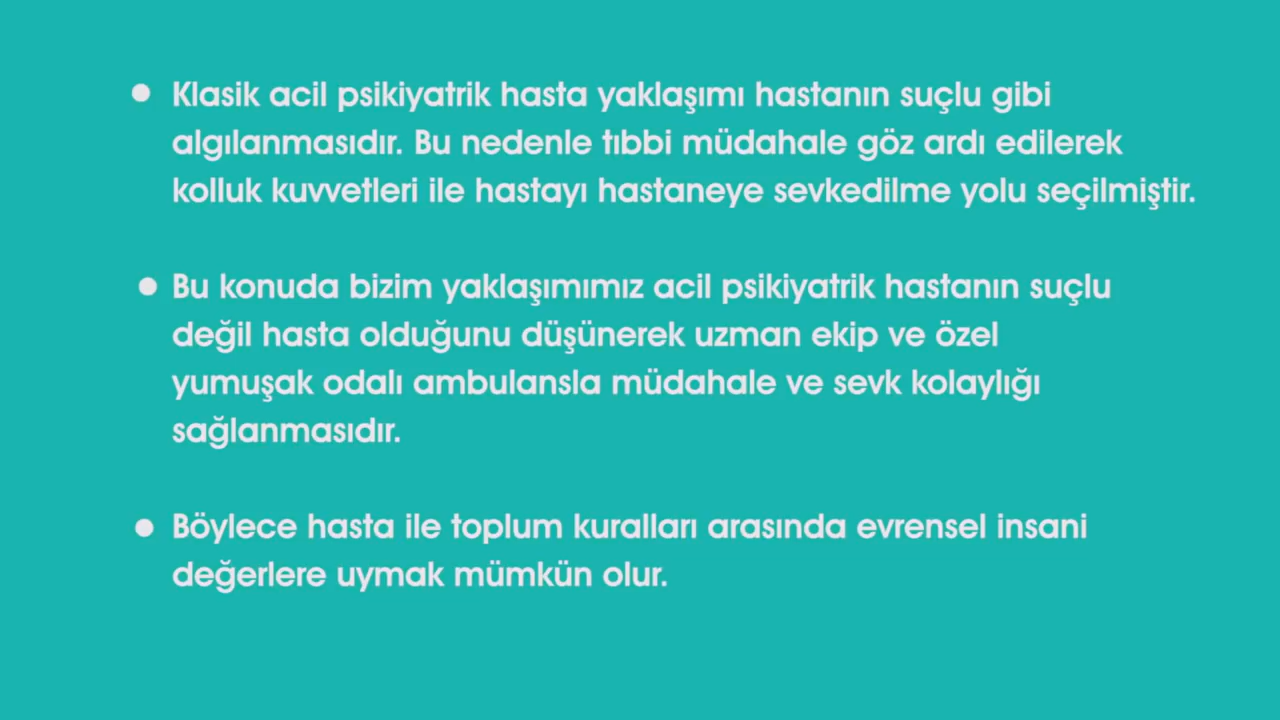 • Klasik acil psikiyatrik hasta yaklaşımı hastanın suçlu gibi
algılanmasıdır. Bu nedenle tıbbi müdahale göz ardı edilerek
kolluk kuvvetleri ile hastayı hastaneye sevkedilme yolu seçilmiştir.
• Bu konuda bizim yaklaşımımız acil psikiyatrik hastanın suçlu
değil hasta olduğunu düşünerek uzman ekip ve özel
yumuşak odalı ambulansla müdahale ve sevk kolaylığı
sağlanmasıdır.
• Böylece hasta ile toplum kuralları arasında evrensel insani
değerlere uymak mümkün olur.